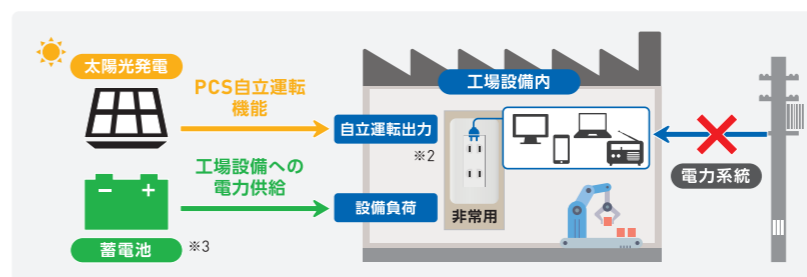 太陽光発電
PCS自立運転
機能
工場設備内
自立運転出力
※2
電力系統
工場設備への
電力供給
設備負荷
非常用
蓄電池
※3